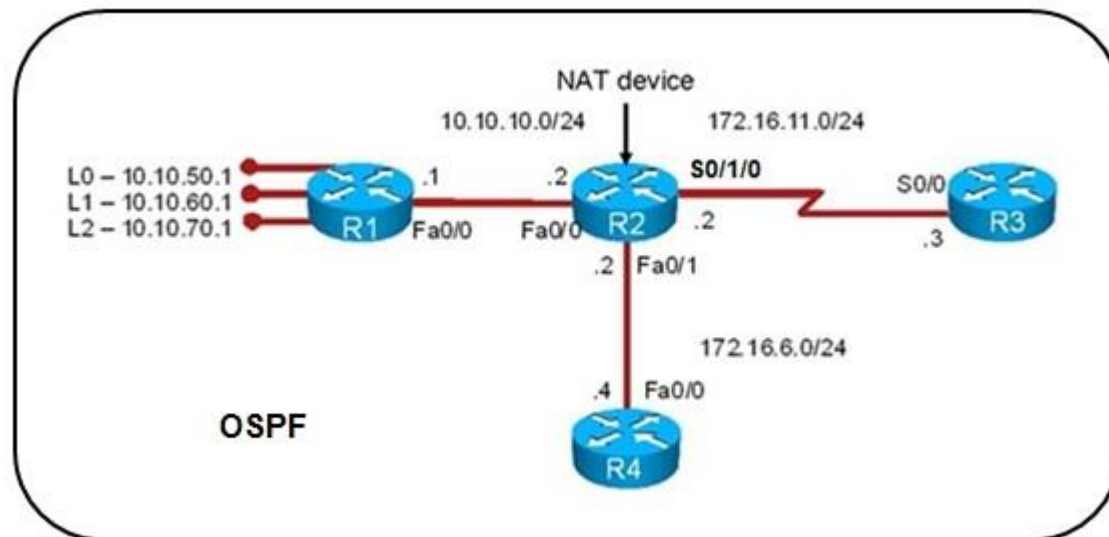 NAT device
10.10.10.0/24
172.16.11.0/24
L0 – 10.10.50.1
L1 – 10.10.60.1
L2 – 10.10.70.1
.1
.2
S0/1/0
S0/0
R1
R2
R3
Fa0/0
Fa0/0
.2
.3
.2
Fa0/1
172.16.6.0/24
.4
Fa0/0
OSPF
R4